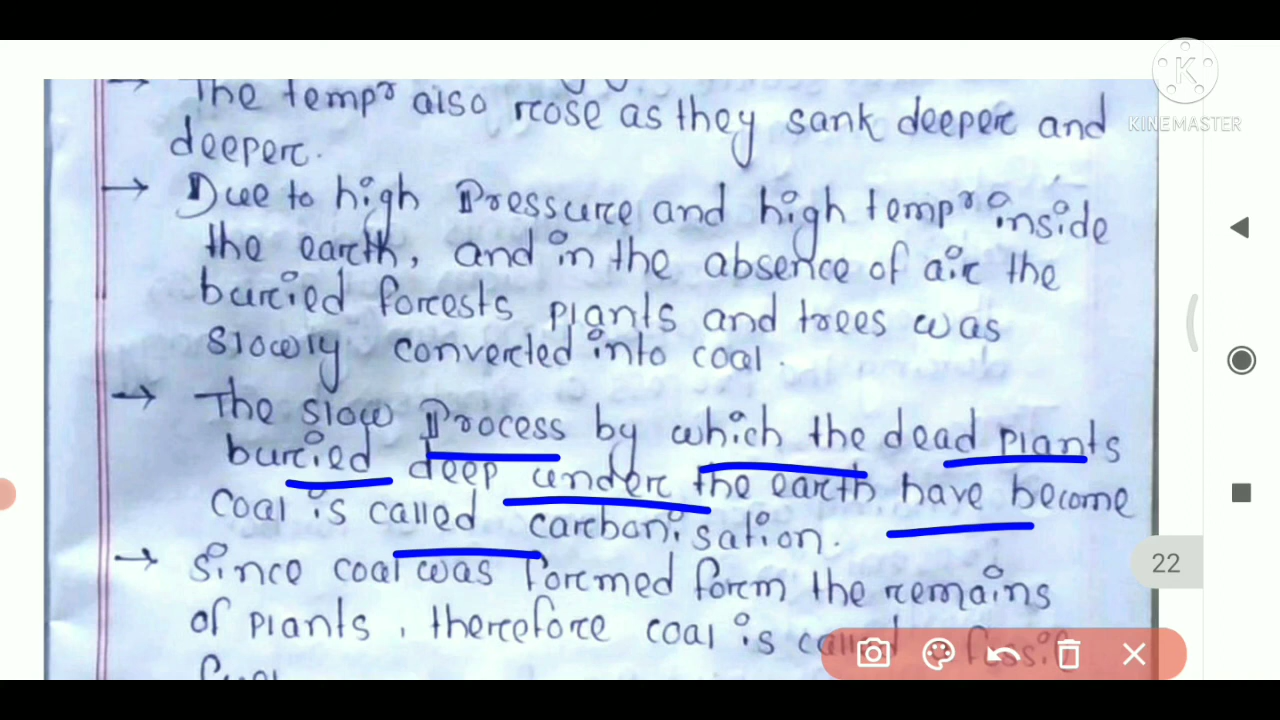 → The tempr also rose as they sank deeper and
deeper.
→ Due to high Pressure and high tempr inside
the earth, and in the absence of air the
buried forests plants and trees was
slowly converted into coal.
→ The slow Process by which the dead plants
buried deep under the earth have become
coal is called carbonisation.
→ Since coal was formed form the remains
of plants, therefore coal is called
fuel
KINEMASTER
22